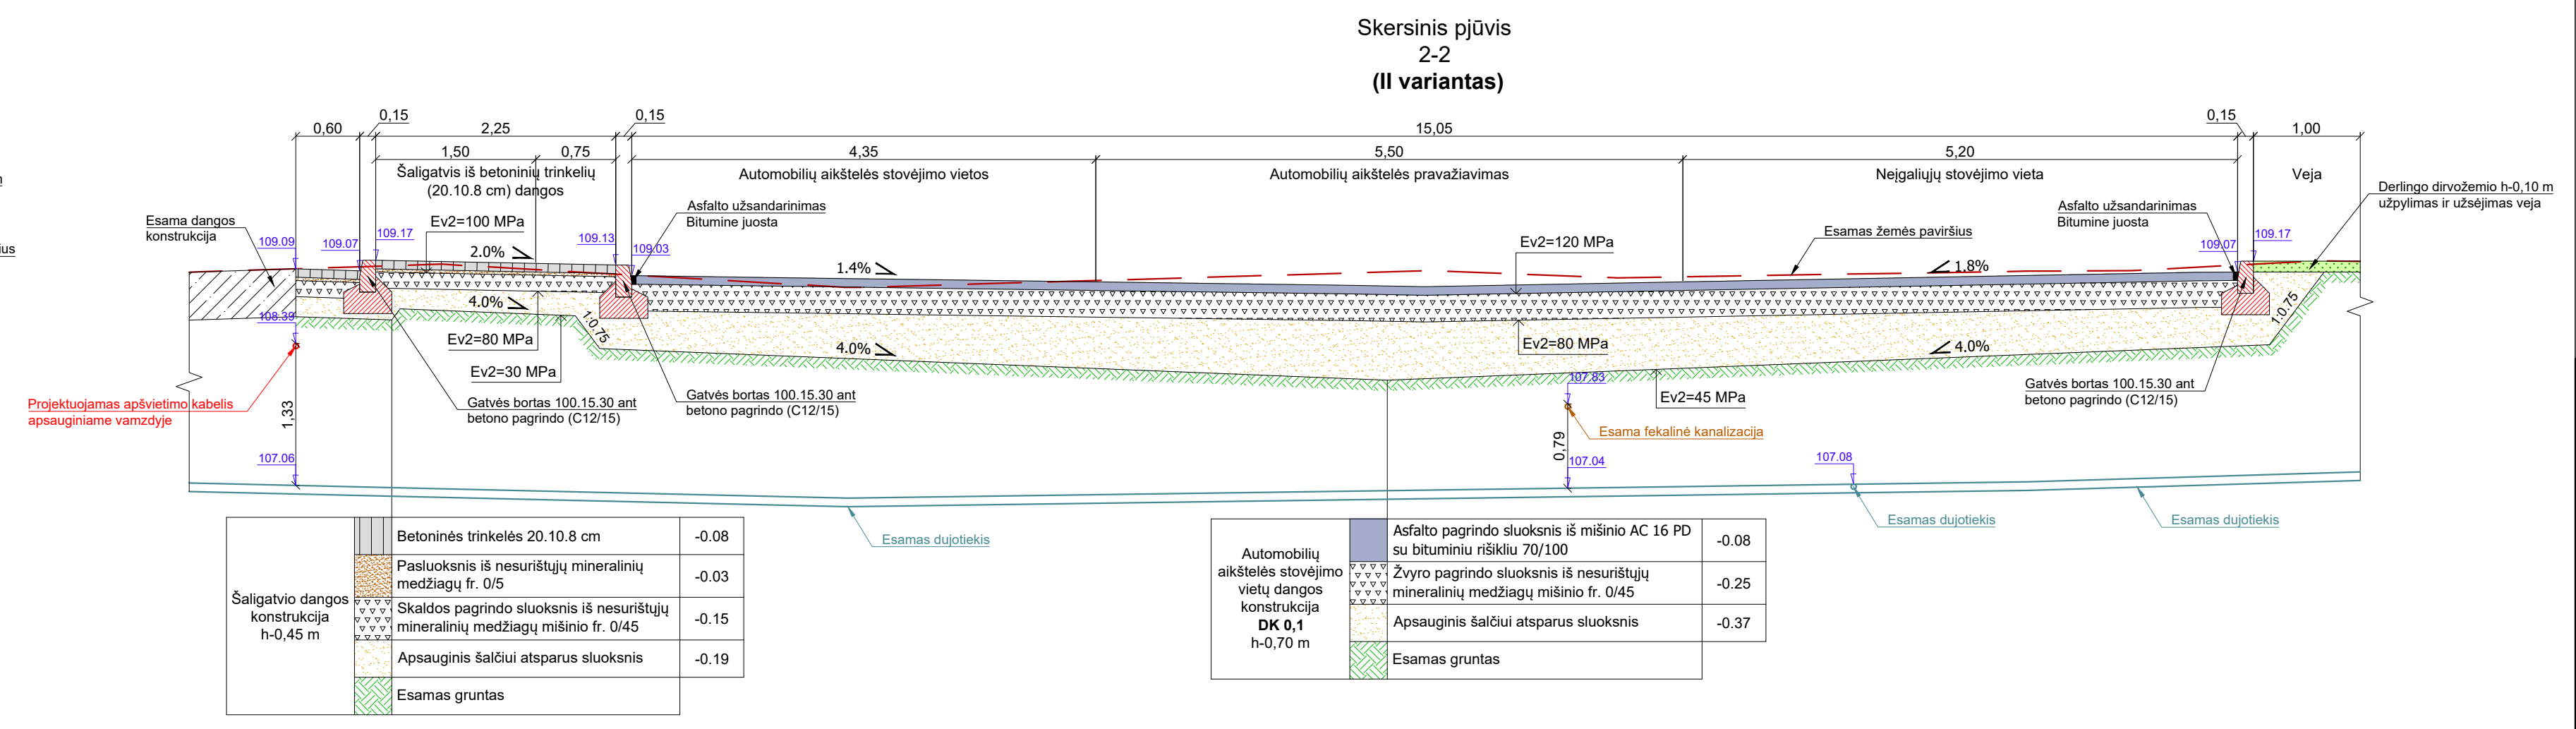 Skersinis pjūvis
2-2
(II variantas)
0,60
0,15
2,25
0,15
15,05
0,15
1,00
1,50
0,75
4,35
5,50
5,20
Šaligatvis iš betoninių trinkelių
(20.10.8 cm) dangos
Automobilių aikštelės stovėjimo vietos
Automobilių aikštelės pravažiavimas
Neįgaliųjų stovėjimo vieta
Veja
Derlingo dirvožemio h-0,10 m
užpylimas ir užsėjimas veja
Esama dangos
konstrukcija
Asfalto užsandarinimas
Bitumine juosta
Asfalto užsandarinimas
Bitumine juosta
Esamas žemės paviršius
ius
Ev2=100 MPa
Ev2=120 MPa
109.09
109.07
109.17
109.13
109.03
109.07
109.17
2.0%
1.4%
1.8%
4.0%
4.0%
4.0%
1:0.75
1:0.75
108.39
Ev2=80 MPa
Ev2=30 MPa
Ev2=80 MPa
Ev2=45 MPa
107.83
Gatvės bortas 100.15.30 ant
betono pagrindo (C12/15)
Gatvės bortas 100.15.30 ant
betono pagrindo (C12/15)
Gatvės bortas 100.15.30 ant
betono pagrindo (C12/15)
Projektuojamas apšvietimo kabelis
apsauginiame vamzdyje
1,33
0,79
Esama fekalinė kanalizacija
107.06
107.04
107.08
Esamas dujotiekis
Esamas dujotiekis
Esamas dujotiekis
Šaligatvio dangos
konstrukcija
h-0,45 m
Betoninės trinkelės 20.10.8 cm
-0.08
Pasluoksnis iš nesurištųjų mineralinių
medžiagų fr. 0/5
-0.03
Skaldos pagrindo sluoksnis iš nesurištųjų
mineralinių medžiagų mišinio fr. 0/45
-0.15
Apsauginis šalčiui atsparus sluoksnis
-0.19
Esamas gruntas
Automobilių
aikštelės stovėjimo
vietų dangos
konstrukcija
DK 0,1
h-0,70 m
Asfalto pagrindo sluoksnis iš mišinio AC 16 PD
su bituminiu rišikliu 70/100
-0.08
Žvyro pagrindo sluoksnis iš nesurištųjų
mineralinių medžiagų mišinio fr. 0/45
-0.25
Apsauginis šalčiui atsparus sluoksnis
-0.37
Esamas gruntas